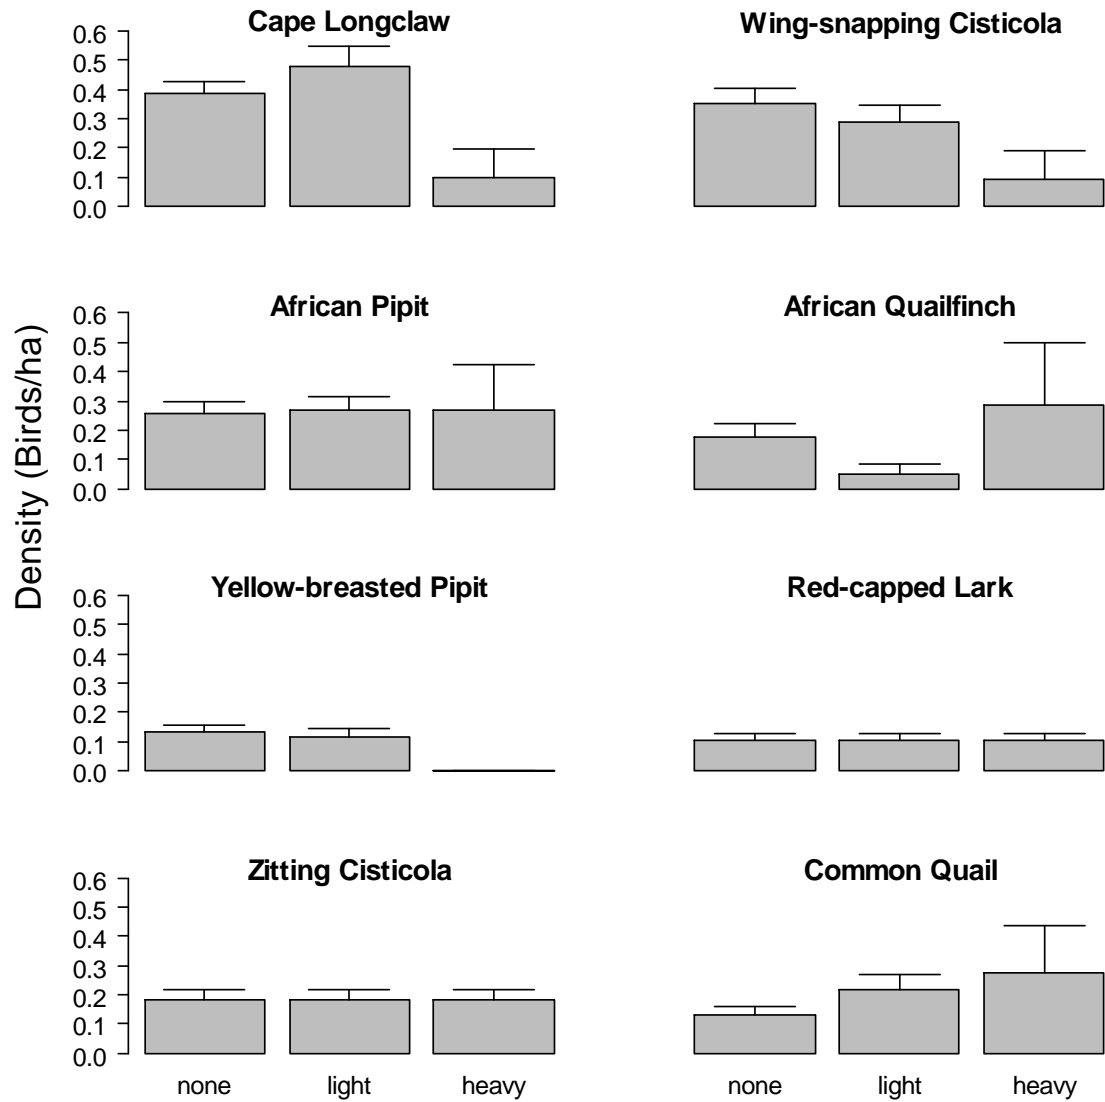 Cape Longclaw
Wing-snapping Cisticola
0.6
0.5
0.4
0.3
0.2
0.1
0.0
African Pipit
African Quailfinch
0.6
0.5
0.4
0.3
0.2
0.1
0.0
Density (Birds/ha)
Yellow-breasted Pipit
Red-capped Lark
0.6
0.5
0.4
0.3
0.2
0.1
0.0
Zitting Cisticola
Common Quail
0.6
0.5
0.4
0.3
0.2
0.1
0.0
none light heavy
none light heavy